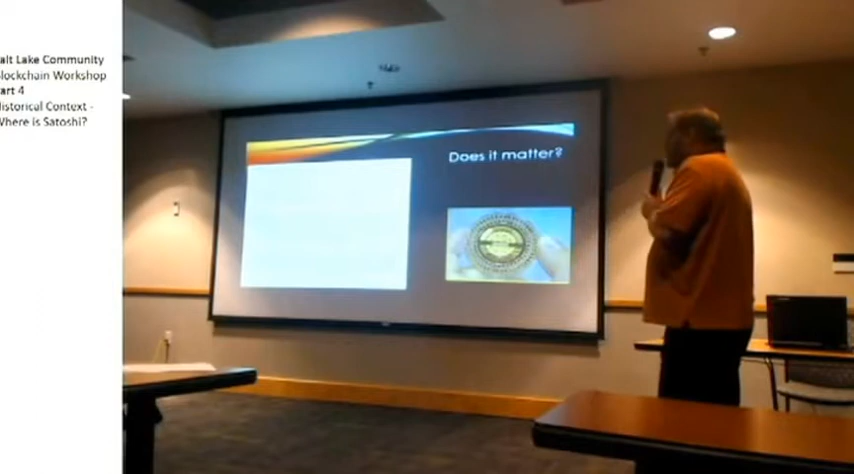 alt Lake Community
lockchain Workshop
art 4
istorical Context -
Where is Satoshi?
Does it matter?